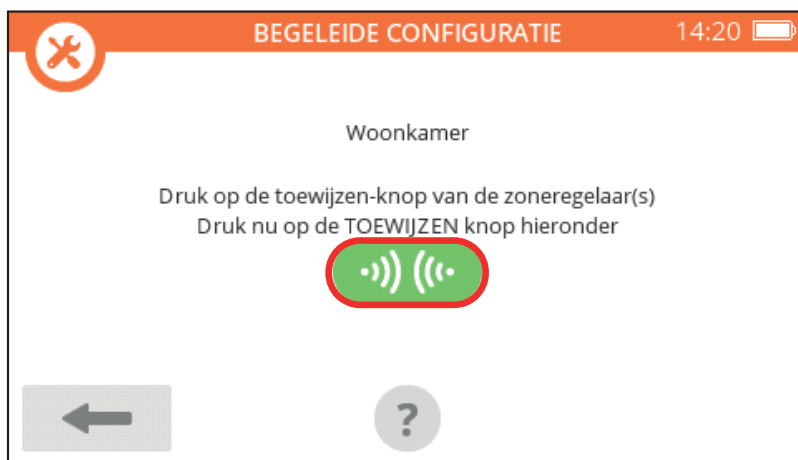 BEGELEIDE CONFIGURATIE 14:20
Woonkamer
Druk op de toewijzen-knop van de zoneregelaar(s)
Druk nu op de TOEWIJZEN knop hieronder
?